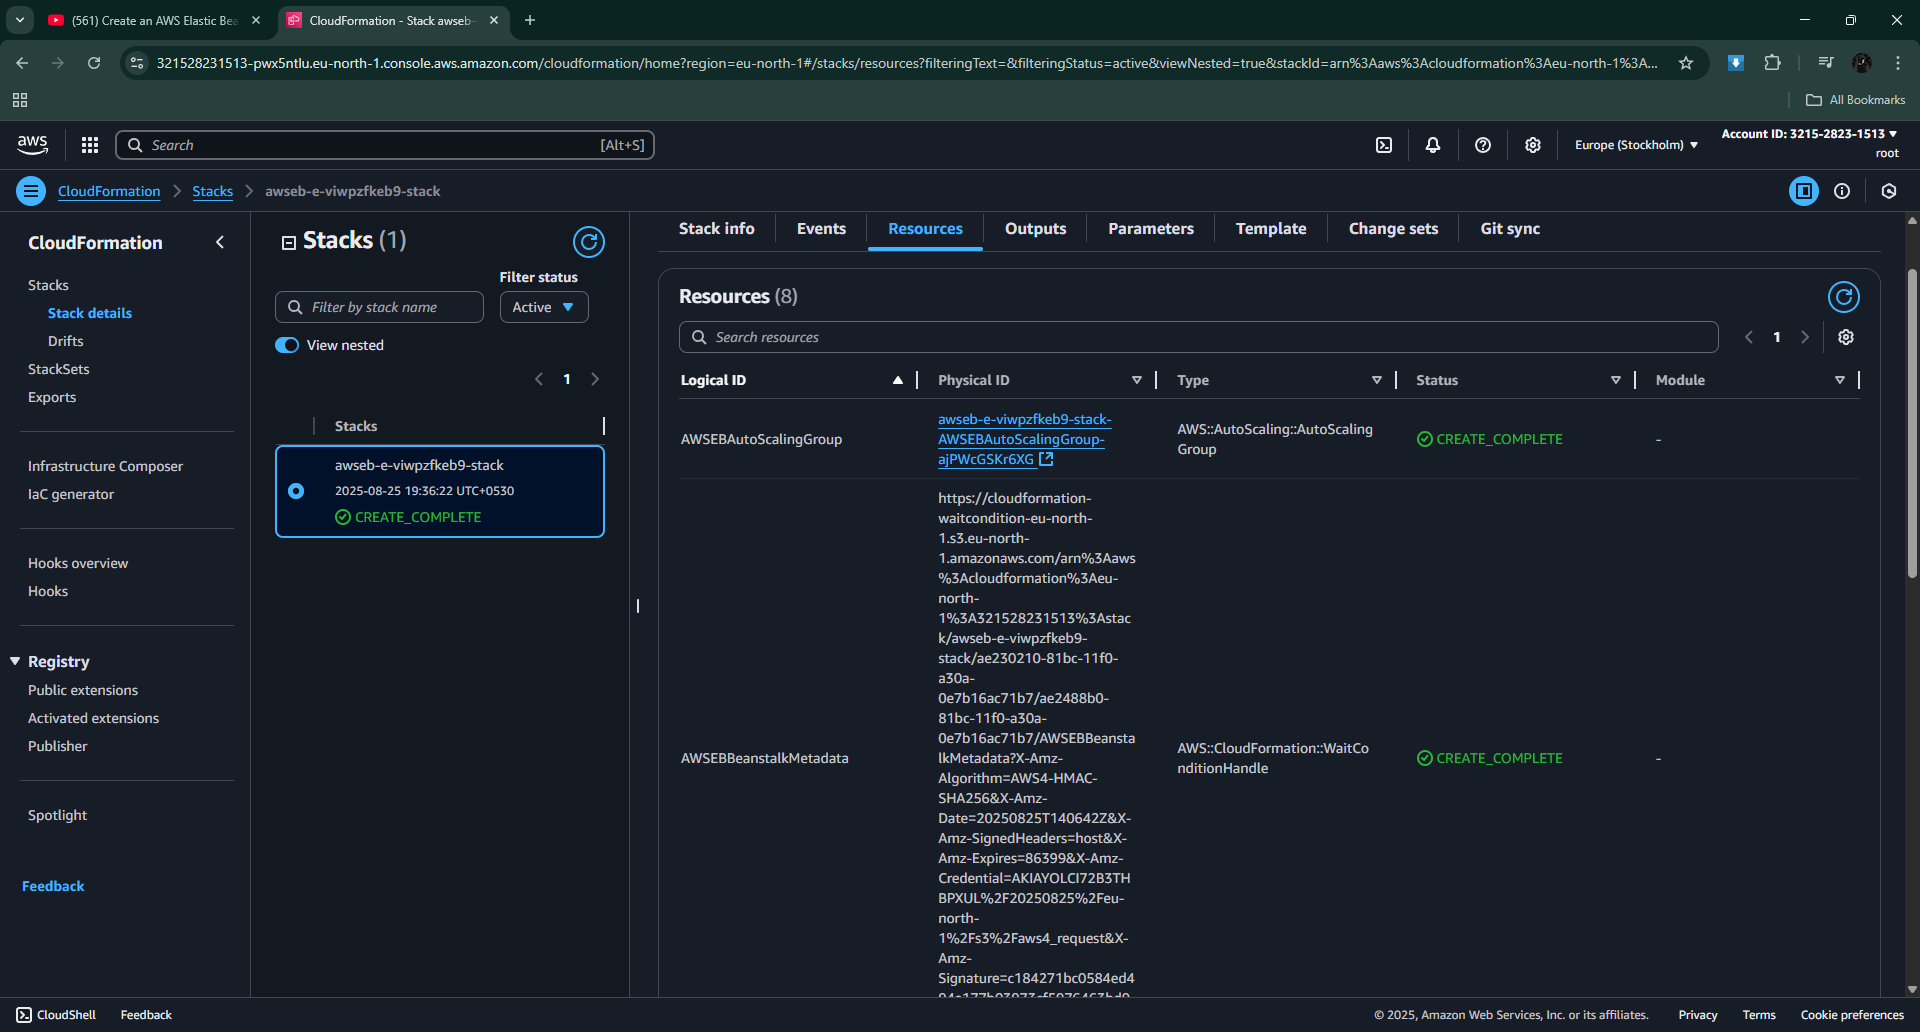 (561) Create an AWS Elastic Be
CloudFormation - Stack awseb-
321528231513-pwx5ntlu.eu-north-1.console.aws.amazon.com/cloudformation/home?region=eu-north-1#/stacks/resources?filteringText=&filteringStatus=active&viewNested=true&stackId=arn%3Aaws%3Acloudformation%3Aeu-north-1%3A...
All Bookmarks
aws
Search
[Alt+S]
Europe (Stockholm)
Account ID: 3215-2823-1513
root
CloudFormation
Stacks
awseb-e-viwpzfkeb9-stack
CloudFormation
Stacks
Stack details
Drifts
StackSets
Exports
Infrastructure Composer
IaC generator
Hooks overview
Hooks
Registry
Public extensions
Activated extensions
Publisher
Spotlight
Feedback
Stacks (1)
Filter status
Filter by stack name
Active
View nested
1
Stacks
awseb-e-viwpzfkeb9-stack
2025-08-25 19:36:22 UTC+0530
CREATE_COMPLETE
Stack info
Events
Resources
Outputs
Parameters
Template
Change sets
Git sync
Resources (8)
Search resources
1
Logical ID
Physical ID
Type
Status
Module
AWSEBAutoScalingGroup
awseb-e-viwpzfkeb9-stack-
AWSEBAutoScalingGroup-
ajPWcGSKr6XG
AWS::AutoScaling::AutoScaling
Group
CREATE_COMPLETE
-
AWSEBBeanstalkMetadata
https://cloudformation-
waitcondition-eu-north-
1.s3.eu-north-
1.amazonaws.com/arn%3Aaws
%3Acloudformation%3Aeu-
north-
1%3A321528231513%3Astac
k/awseb-e-viwpzfkeb9-
stack/ae230210-81bc-11f0-
a30a-
0e7b16ac71b7/ae2488b0-
81bc-11f0-a30a-
0e7b16ac71b7/AWSEBBeansta
lkMetadata?X-Amz-
Algorithm=AWS4-HMAC-
SHA256&X-Amz-
Date=20250825T140642Z&X-
Amz-SignedHeaders=host&X-
Amz-Expires=86399&X-Amz-
Credential=AKIAYOLCI72B3TH
BPXUL%2F20250825%2Feu-
north-
1%2Fs3%2Faws4_request&X-
Amz-
Signature=c184271bc0584ed4
AWS::CloudFormation::WaitCo
nditionHandle
CREATE_COMPLETE
-
CloudShell
Feedback
© 2025, Amazon Web Services, Inc. or its affiliates.
Privacy
Terms
Cookie preferences